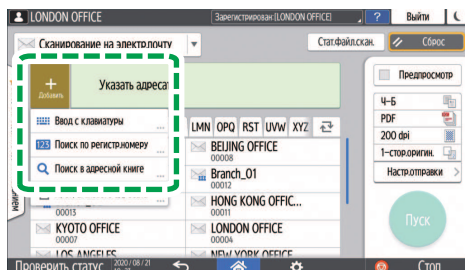 LONDON OFFICE
Зарегистрирован:[LONDON OFFICE]
?
Выйти
Сканирование на электр.почту
Стат.файл.скан.
Сброс
Добавить
Указать адресат
Предпросмотр
Ввод с клавиатуры
...
Поиск по регистр.номеру
...
Поиск в адресной книге
...
LMN OPQ RST UVW XYZ
BEIJING OFFICE
00008
Branch_01
00012
HONG KONG OFFIC...
00011
00013
KYOTO OFFICE
00007
LONDON OFFICE
00004
LOS ANGELES
NEW YORK OFFICE
Ч-Б
PDF
200 dpi
1-стор.оригин.
Настр.отправки >
Пуск
Проверить статус
2020/08/21
Стоп